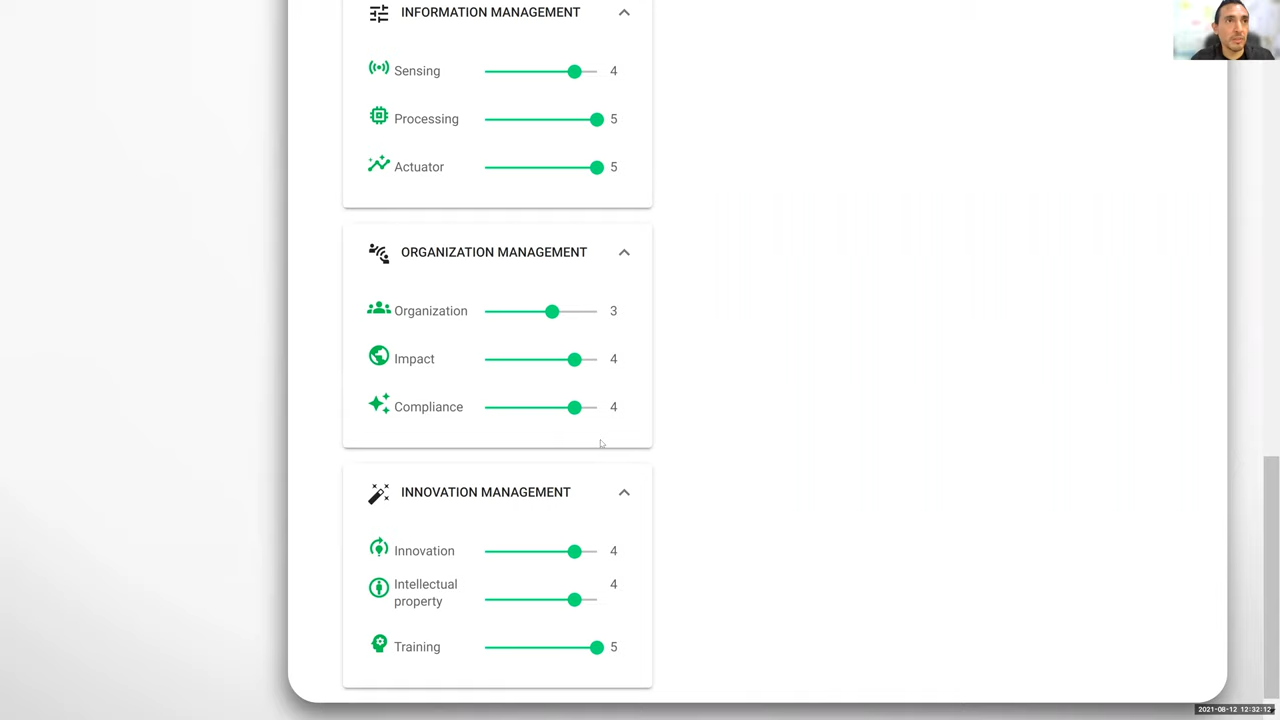 INFORMATION MANAGEMENT
Sensing 4
Processing 5
Actuator 5
ORGANIZATION MANAGEMENT
Organization 3
Impact 4
Compliance 4
INNOVATION MANAGEMENT
Innovation 4
Intellectual 4
property
Training 5
2021-08-12 12:32:12